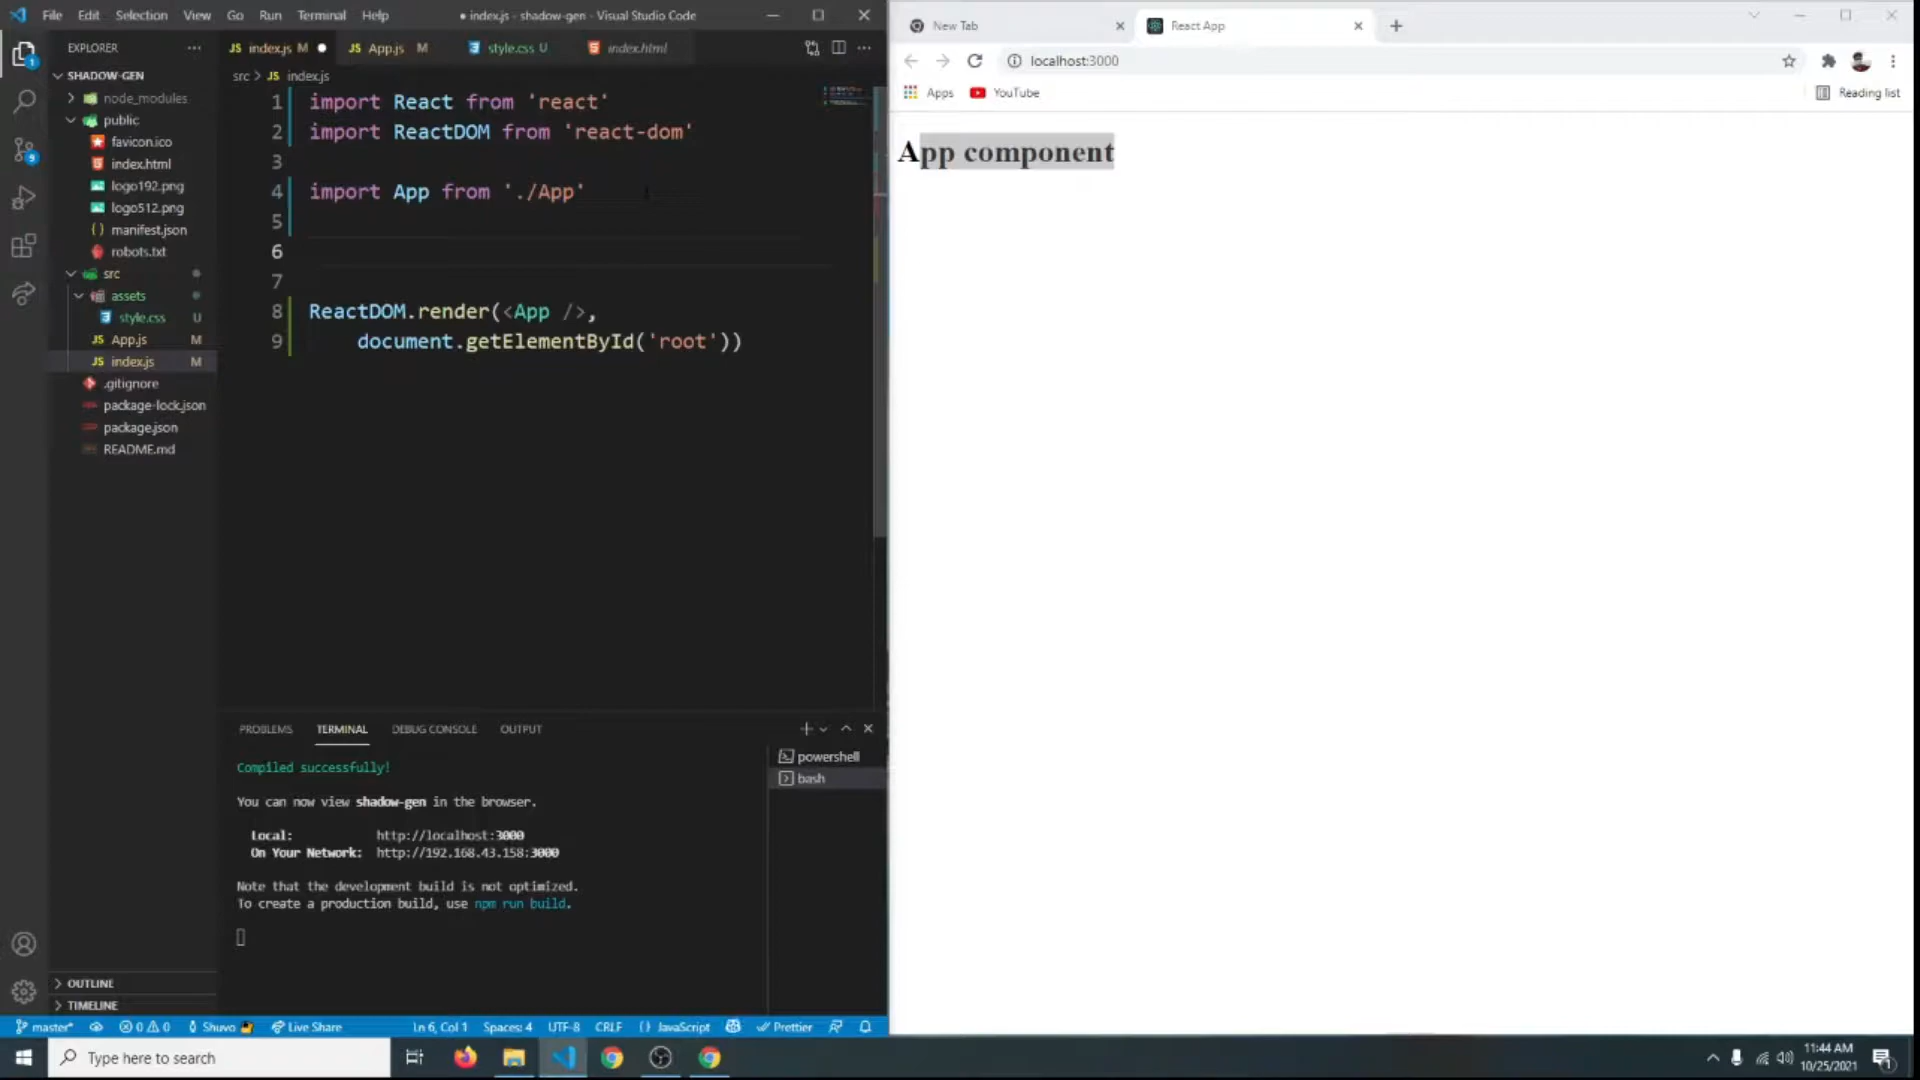 File Edit Selection View Go Run Terminal Help
● index.js - shadow-gen - Visual Studio Code
EXPLORER
SHADOW-GEN
node_modules
public
favicon.ico
index.html
logo192.png
logo512.png
manifest.json
robots.txt
src
assets
style.css U
App.js M
index.js M
.gitignore
package-lock.json
package.json
README.md
OUTLINE
TIMELINE
JS index.js M ●
JS App.js M
style.css U
index.html
src > JS index.js
1 import React from 'react'
2 import ReactDOM from 'react-dom'
3
4 import App from './App'
5
6
7
8 ReactDOM.render(<App />,
9 document.getElementById('root'))
PROBLEMS TERMINAL DEBUG CONSOLE OUTPUT
powershell
bash
Compiled successfully!
You can now view shadow-gen in the browser.
Local: http://localhost:3000
On Your Network: http://192.168.43.158:3000
Note that the development build is not optimized.
To create a production build, use npm run build.
master* 0 0 Shuvo Live Share Ln 6, Col 1 Spaces: 4 UTF-8 CRLF JavaScript Prettier
New Tab
React App
localhost:3000
Apps YouTube Reading list
App component
Type here to search
11:44 AM
10/25/2021